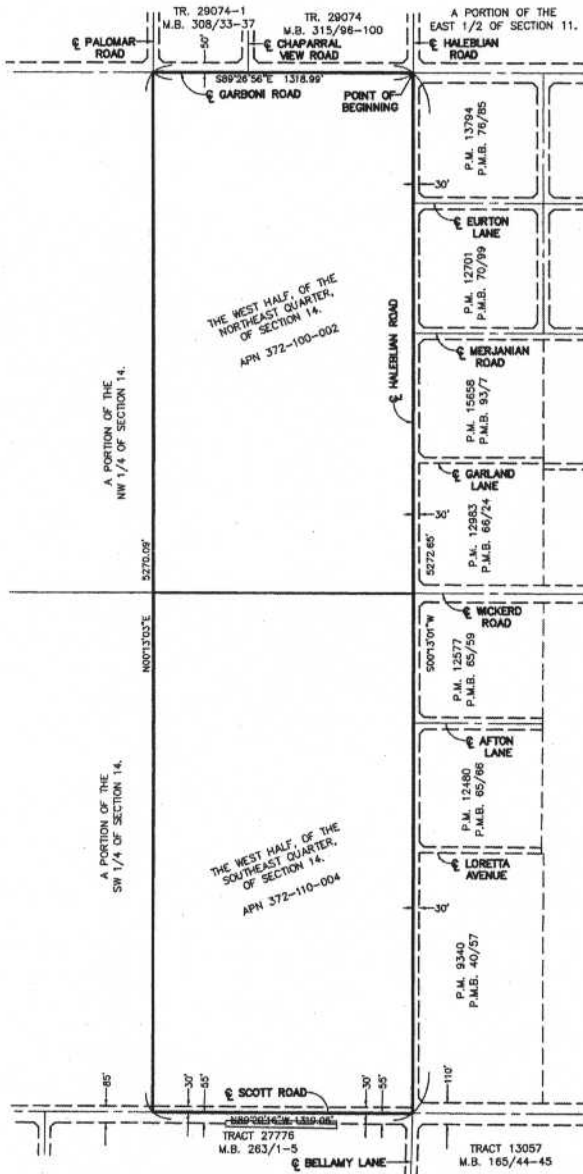 TR. 29074-1
M.B. 308/33-37
TR. 29074
M.B. 315/96-100
A PORTION OF THE
EAST 1/2 OF SECTION 11.
℄ PALOMAR
ROAD
50'
℄ CHAPARRAL
VIEW ROAD
℄ HALEBLIAN
ROAD
S89°26'56"E 1318.99'
℄ GARBONI ROAD
POINT OF
BEGINNING
P.M. 13794
P.M.B. 76/85
30'
℄ EURTON
LANE
P.M. 12701
P.M.B. 70/99
THE WEST HALF, OF THE
NORTHEAST QUARTER,
OF SECTION 14.
APN 372-100-002
℄ HALEBLIAN ROAD
℄ MERJANIAN
ROAD
P.M. 15658
P.M.B. 93/7
A PORTION OF THE
NW 1/4 OF SECTION 14.
℄ GARLAND
LANE
30'
P.M. 12983
P.M.B. 66/24
5270.09'
5272.65'
℄ WICKERD
ROAD
N00°13'03"E
S00°13'01"W
P.M. 12577
P.M.B. 65/59
℄ AFTON
LANE
A PORTION OF THE
SW 1/4 OF SECTION 14.
P.M. 12480
P.M.B. 65/66
THE WEST HALF, OF THE
SOUTHEAST QUARTER,
OF SECTION 14.
APN 372-110-004
℄ LORETTA
AVENUE
30'
P.M. 9340
P.M.B. 40/57
85'
30'
55'
℄ SCOTT ROAD
30'
55'
110'
TRACT 27776
M.B. 263/1-5
℄ BELLAMY LANE
TRACT 13057
M.B. 165/44-45